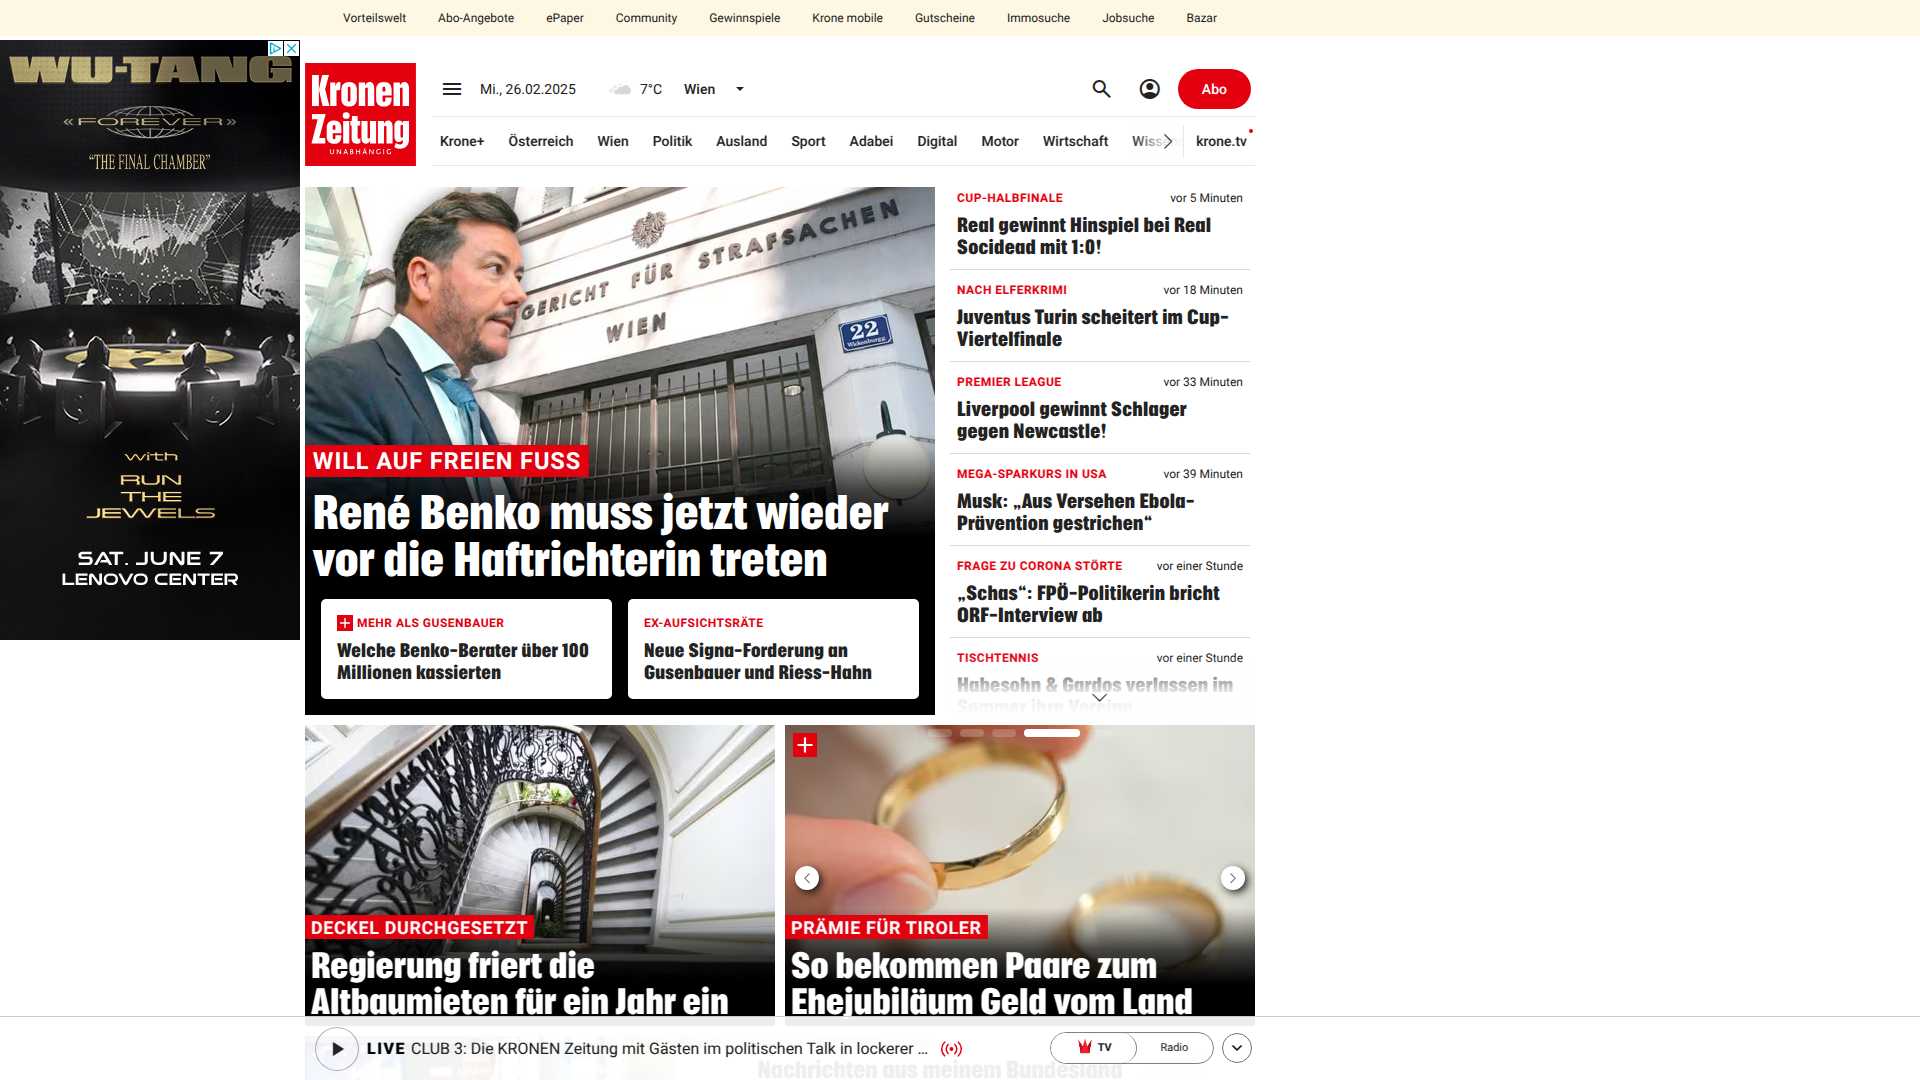 Vorteilswelt
Abo-Angebote
ePaper
Community
Gewinnspiele
Krone mobile
Gutscheine
Immosuche
Jobsuche
Bazar
WU-TANG
«FOREVER»
"THE FINAL CHAMBER"
with
RUN
THE
JEWELS
SAT. JUNE 7
LENOVO CENTER
Kronen
Zeitung
UNABHÄNGIG
Mi., 26.02.2025
7°C
Wien
Abo
Krone+
Österreich
Wien
Politik
Ausland
Sport
Adabei
Digital
Motor
Wirtschaft
krone.tv
GERICHT FÜR STRAFSACHEN
WIEN
22
Wickenburgg
WILL AUF FREIEN FUSS
René Benko muss jetzt wieder
vor die Haftrichterin treten
MEHR ALS GUSENBAUER
Welche Benko-Berater über 100
Millionen kassierten
EX-AUFSICHTSRÄTE
Neue Signa-Forderung an
Gusenbauer und Riess-Hahn
CUP-HALBFINALE vor 5 Minuten
Real gewinnt Hinspiel bei Real
Socidead mit 1:0!
NACH ELFERKRIMI vor 18 Minuten
Juventus Turin scheitert im Cup-
Viertelfinale
PREMIER LEAGUE vor 33 Minuten
Liverpool gewinnt Schlager
gegen Newcastle!
MEGA-SPARKURS IN USA vor 39 Minuten
Musk: „Aus Versehen Ebola-
Prävention gestrichen“
FRAGE ZU CORONA STÖRTE vor einer Stunde
„Schas“: FPÖ-Politikerin bricht
ORF-Interview ab
TISCHTENNIS vor einer Stunde
Habesohn & Gardos verlassen im
Sommer ihre Vereine
DECKEL DURCHGESETZT
Regierung friert die
Altbaumieten für ein Jahr ein
PRÄMIE FÜR TIROLER
So bekommen Paare zum
Ehejubiläum Geld vom Land
LIVE CLUB 3: Die KRONEN Zeitung mit Gästen im politischen Talk in lockerer ...
TV
Radio
Nachrichten aus meinem Bundesland